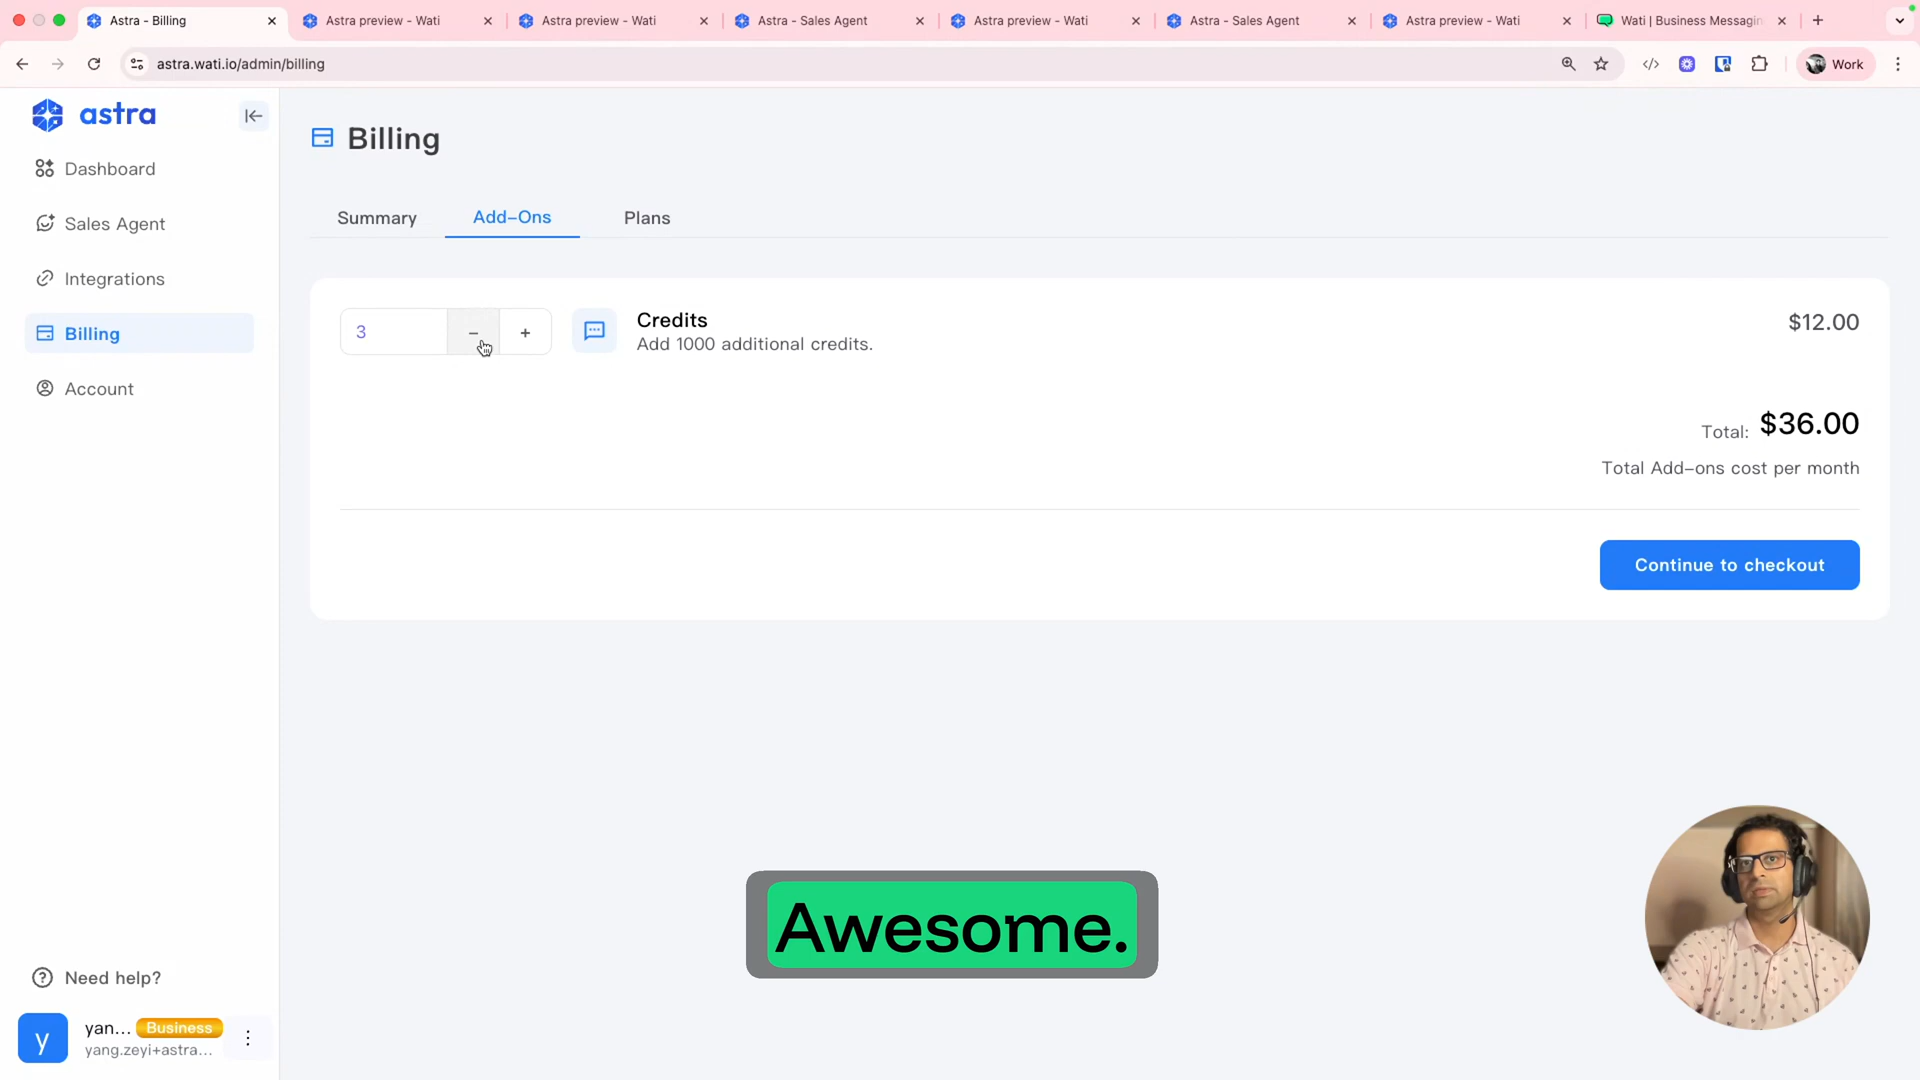 Astra - Billing
Astra preview - Wati
Astra preview - Wati
Astra - Sales Agent
Astra preview - Wati
Astra - Sales Agent
Astra preview - Wati
Wati | Business Messagin
astra.wati.io/admin/billing
Work
astra
Dashboard
Sales Agent
Integrations
Billing
Account
Billing
Summary
Add-Ons
Plans
3
−
+
Credits
Add 1000 additional credits.
$12.00
Total: $36.00
Total Add-ons cost per month
Continue to checkout
Awesome.
Need help?
y
yan... Business
yang.zeyi+astra...